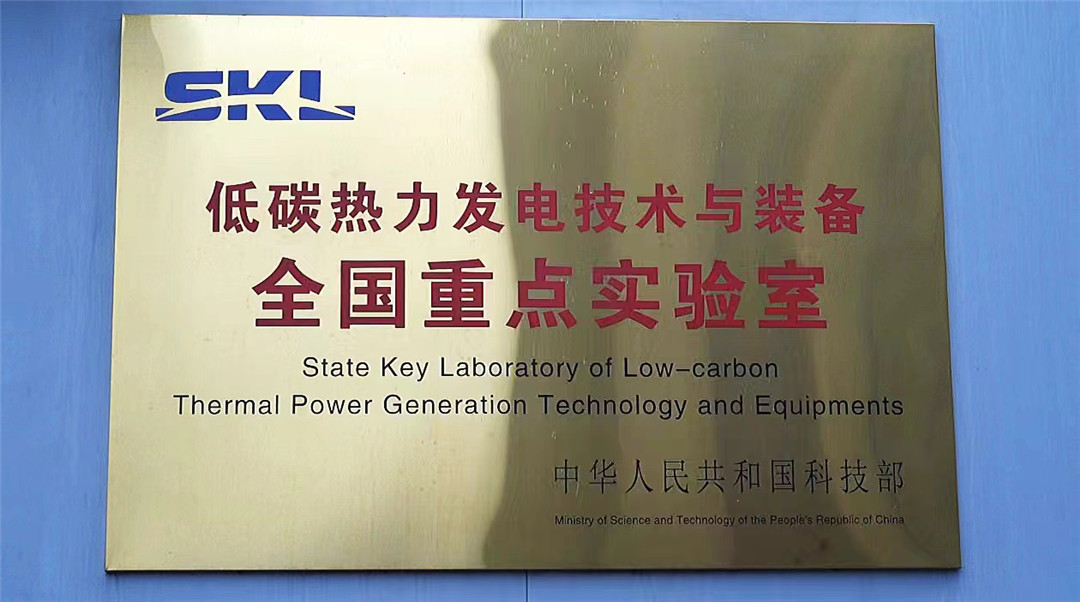 SKL
低碳热力发电技术与装备
全国重点实验室
State Key Laboratory of Low-carbon
Thermal Power Generation Technology and Equipments
中华人民共和国科技部
Ministry of Science and Technology of the People's Republic of China